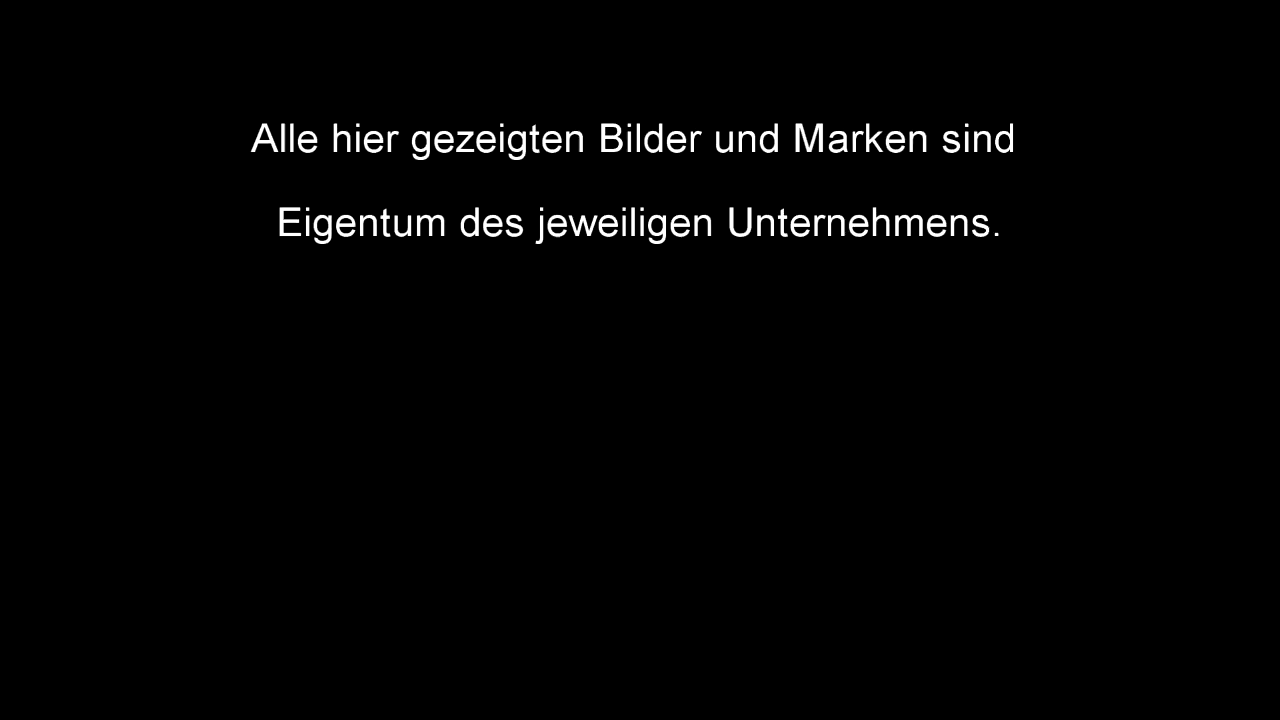 Alle hier gezeigten Bilder und Marken sind
Eigentum des jeweiligen Unternehmens.